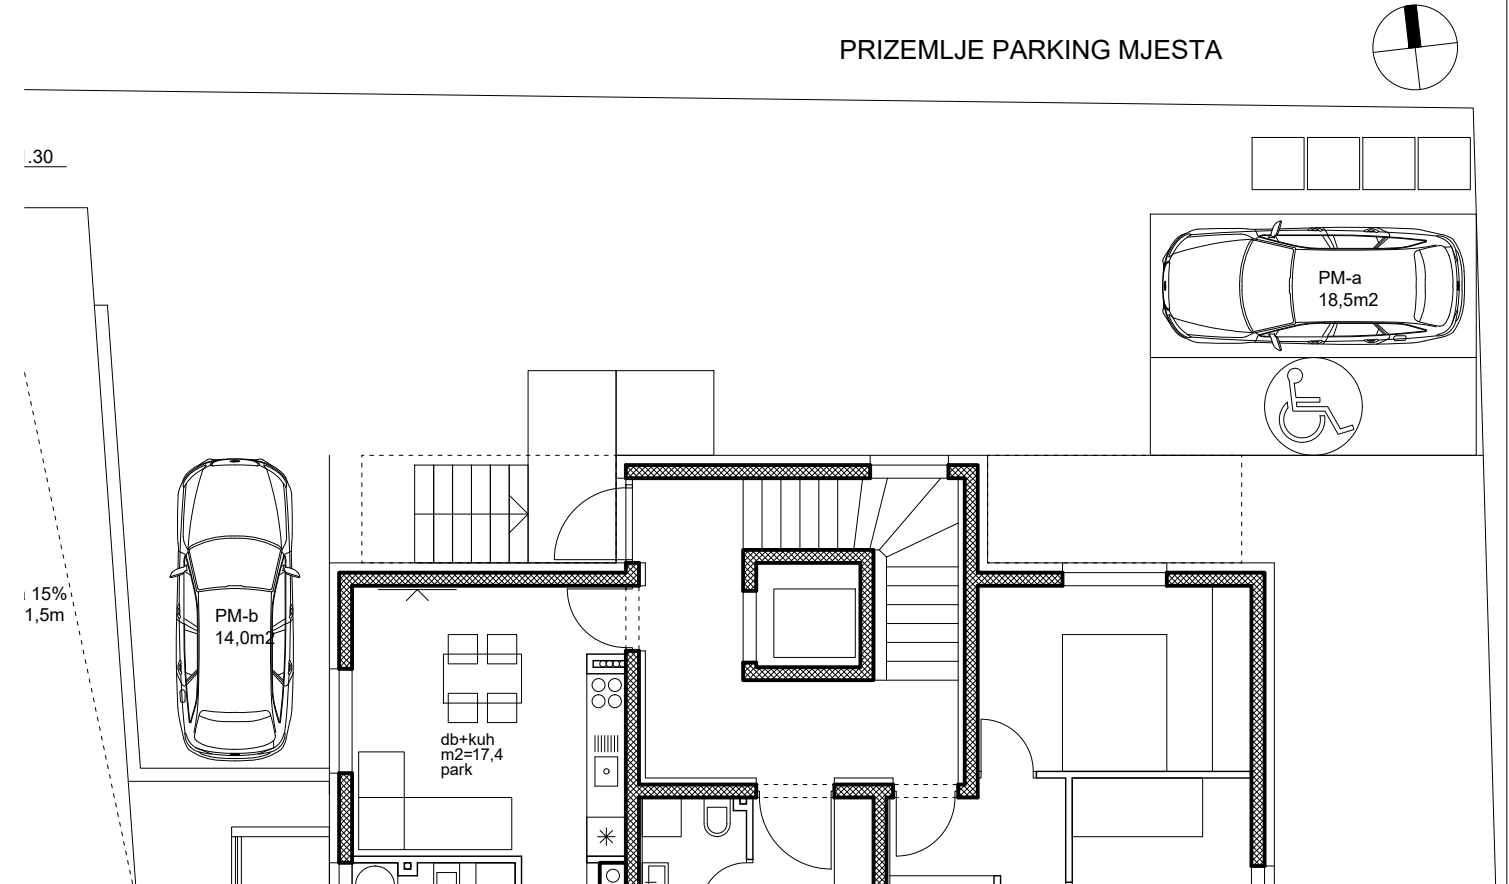 PRIZEMLJE PARKING MJESTA
.30
PM-a
18,5m2
15%
1,5m
PM-b
14,0m2
db+kuh
m2=17,4
park